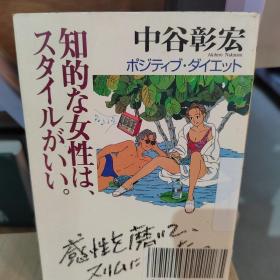 中谷彰宏
Akihiro Nakatani
ポジティブ・ダイエット
知的な女性は、
スタイルがいい。
感性を磨いて、
スリムに